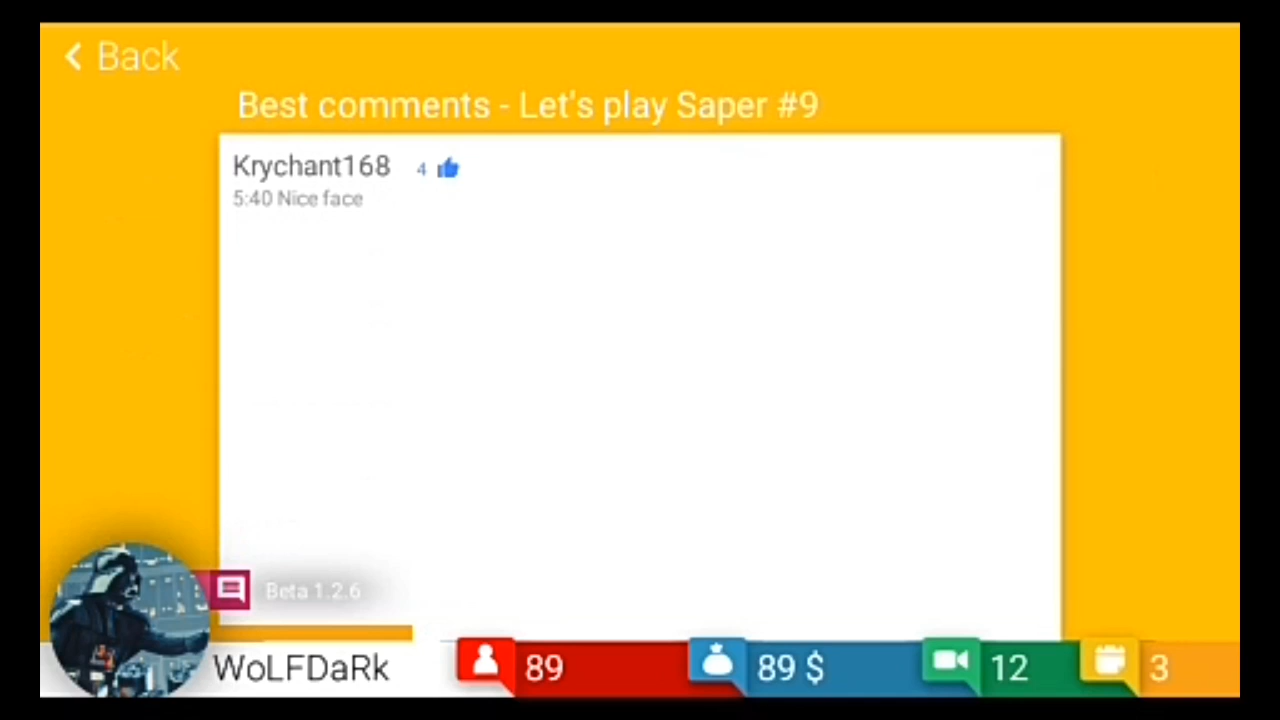 Back
Best comments - Let's play Saper #9
Krychant168 4
5:40 Nice face
Beta 1.2.6
WoLFDaRk 89 89 $ 12 3